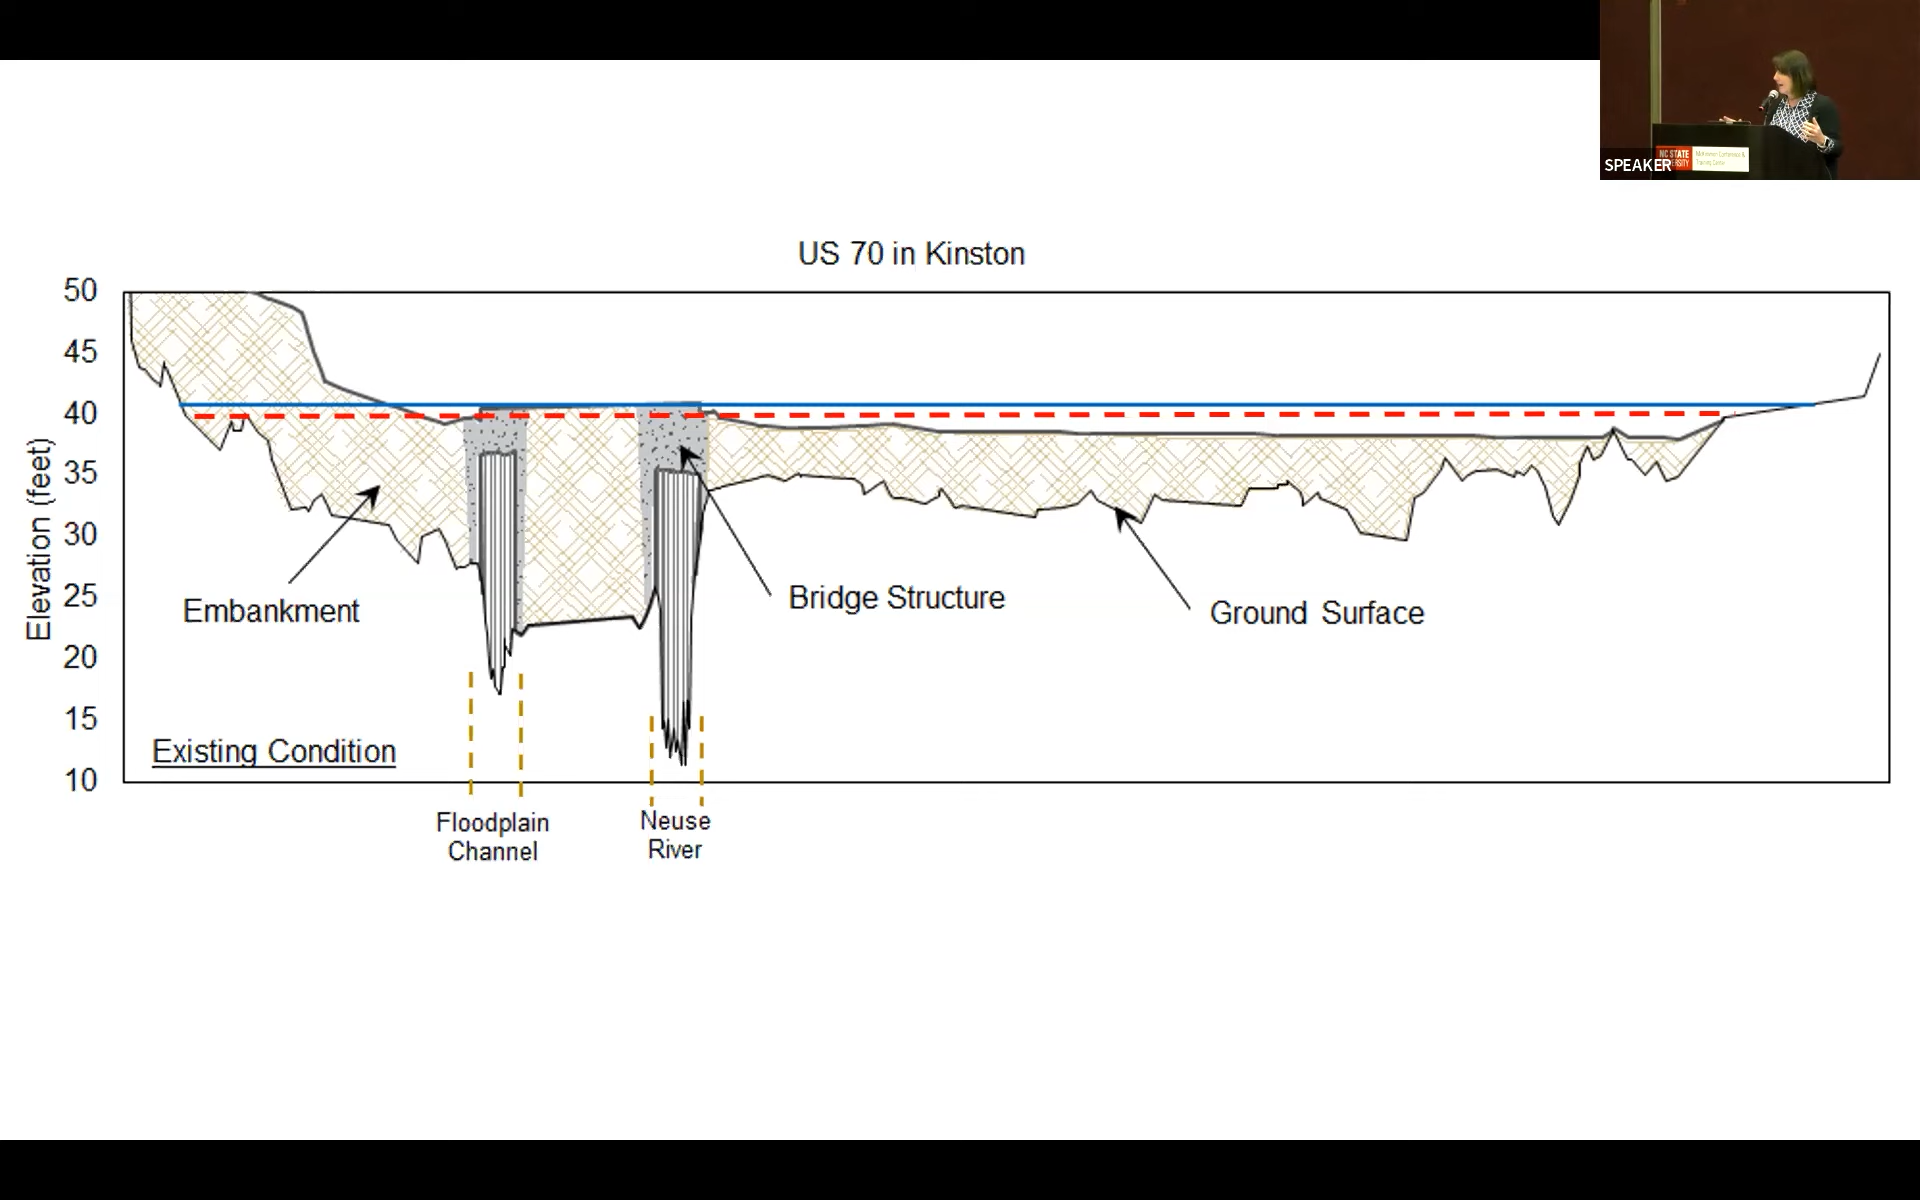 SPEAKER
NC STATE
US 70 in Kinston
50
45
40
35
30
25
20
15
10
Elevation (feet)
Embankment
Bridge Structure
Ground Surface
Existing Condition
Floodplain
Channel
Neuse
River